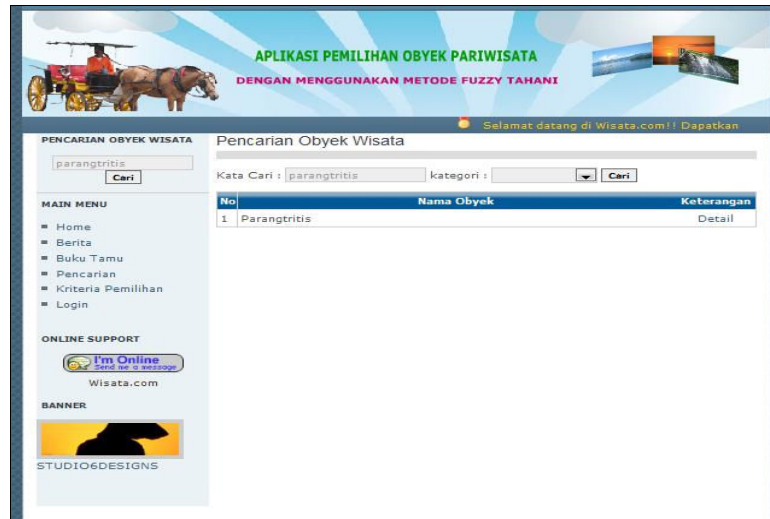 APLIKASI PEMILIHAN OBYEK PARIWISATA
DENGAN MENGGUNAKAN METODE FUZZY TAHANI
Selamat datang di Wisata.com!! Dapatkan
PENCARIAN OBYEK WISATA
parangtritis
Cari
MAIN MENU
Home
Berita
Buku Tamu
Pencarian
Kriteria Pemilihan
Login
ONLINE SUPPORT
I'm Online
Send me a message
Wisata.com
BANNER
STUDIO6DESIGNS
Pencarian Obyek Wisata
Kata Cari : parangtritis kategori : Cari
No Nama Obyek Keterangan
1 Parangtritis Detail